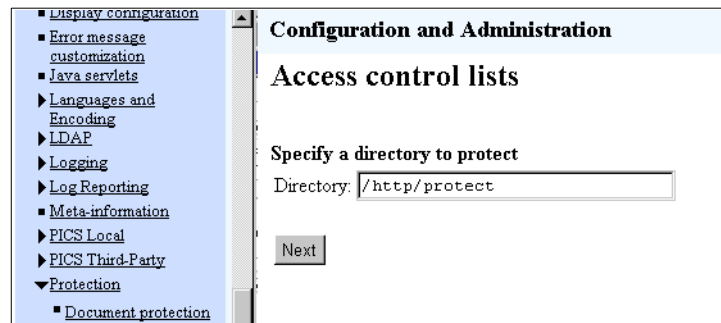 Display configuration
Error message
customization
Java servlets
Languages and
Encoding
LDAP
Logging
Log Reporting
Meta-information
PICS Local
PICS Third-Party
Protection
Document protection
Configuration and Administration
Access control lists
Specify a directory to protect
Directory: /http/protect
Next